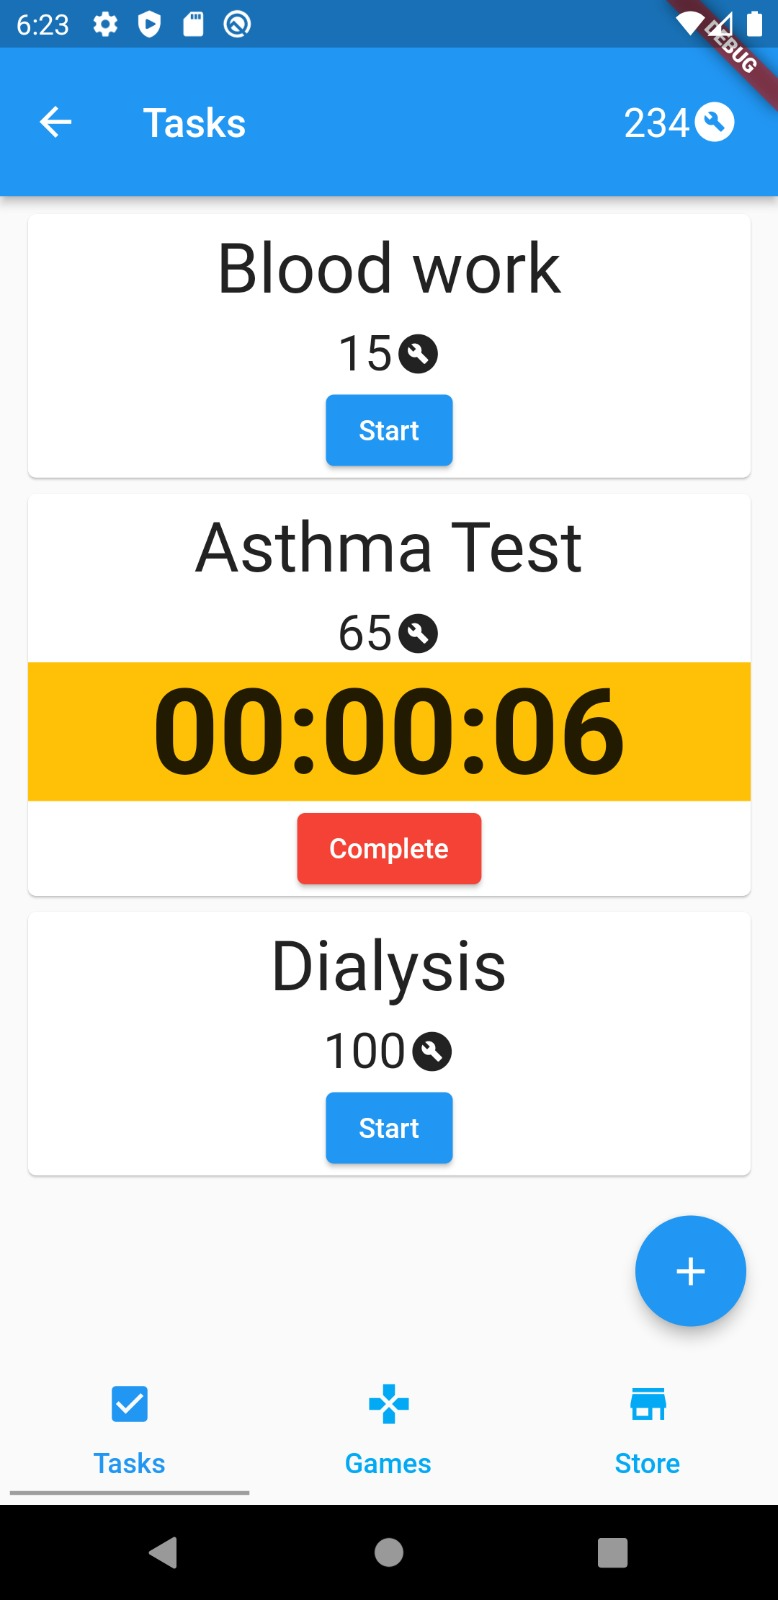 6:23
DEBUG
Tasks
234
Blood work
15
Start
Asthma Test
65
00:00:06
Complete
Dialysis
100
Start
Tasks
Games
Store